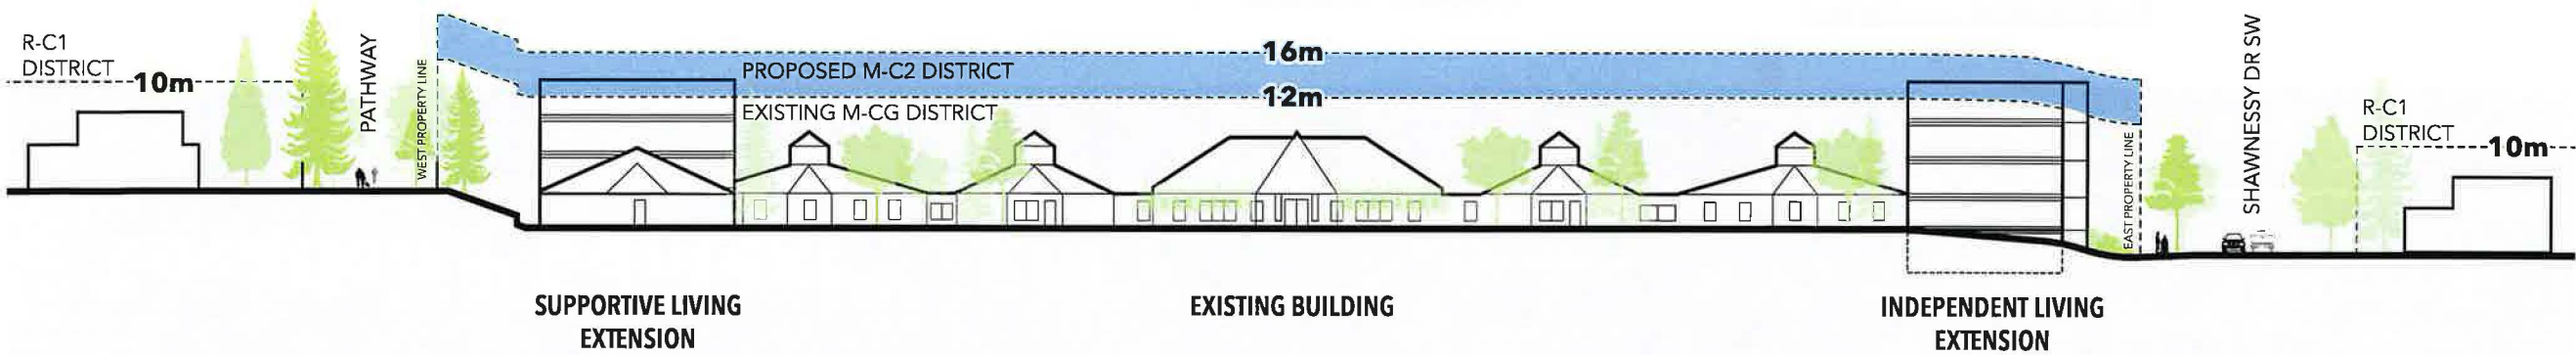 R-C1
DISTRICT
10m
PATHWAY
WEST PROPERTY LINE
16m
PROPOSED M-C2 DISTRICT
12m
EXISTING M-CG DISTRICT
EAST PROPERTY LINE
SHAWNESSY DR SW
R-C1
DISTRICT
10m
SUPPORTIVE LIVING
EXTENSION
EXISTING BUILDING
INDEPENDENT LIVING
EXTENSION